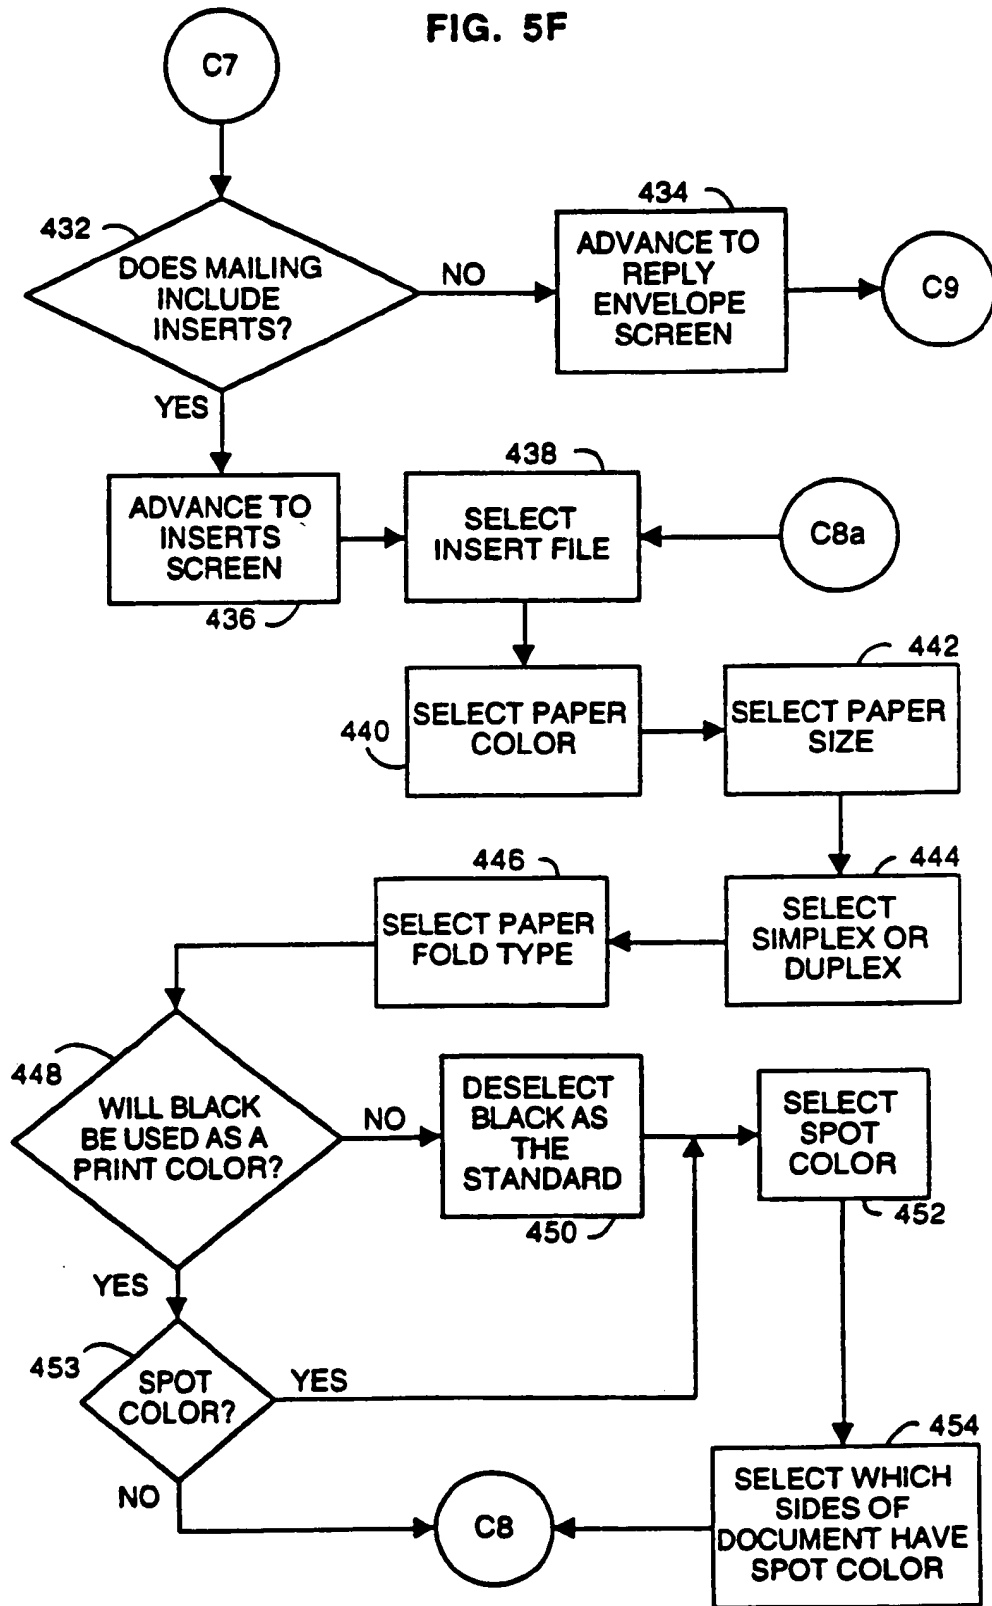 FIG. 5F
C7
432
DOES MAILING
INCLUDE
INSERTS?
NO
434
ADVANCE TO
REPLY
ENVELOPE
SCREEN
C9
YES
ADVANCE TO
INSERTS
SCREEN
436
438
SELECT
INSERT FILE
C8a
440
SELECT PAPER
COLOR
442
SELECT PAPER
SIZE
444
SELECT
SIMPLEX OR
DUPLEX
446
SELECT PAPER
FOLD TYPE
448
WILL BLACK
BE USED AS A
PRINT COLOR?
NO
DESELECT
BLACK AS
THE
STANDARD
450
SELECT
SPOT
COLOR
452
YES
453
SPOT
COLOR?
YES
NO
C8
454
SELECT WHICH
SIDES OF
DOCUMENT HAVE
SPOT COLOR